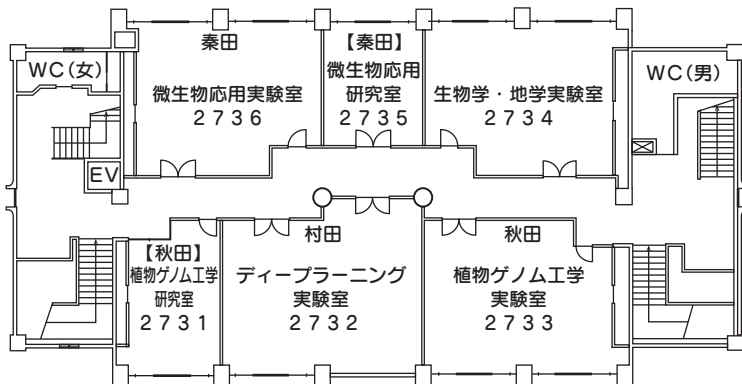 WC(女)
秦田
微生物応用実験室
2736
【秦田】
微生物応用
研究室
2735
生物学・地学実験室
2734
WC(男)
EV
【秋田】
植物ゲノム工学
研究室
2731
村田
ディープラーニング
実験室
2732
秋田
植物ゲノム工学
実験室
2733